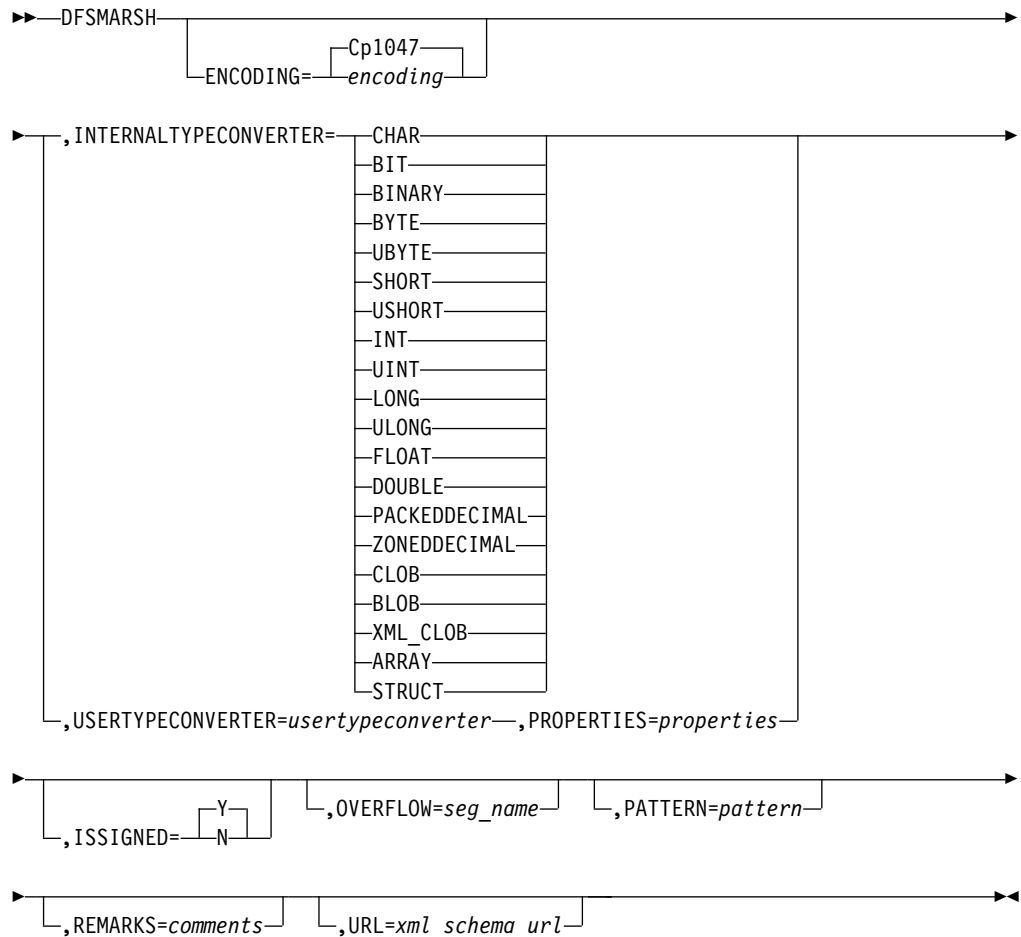 DFSMARSH
Cp1047
ENCODING= encoding
,INTERNALTYPECONVERTER= CHAR
BIT
BINARY
BYTE
UBYTE
SHORT
USHORT
INT
UINT
LONG
ULONG
FLOAT
DOUBLE
PACKEDDECIMAL
ZONEDDECIMAL
CLOB
BLOB
XML_CLOB
ARRAY
STRUCT
,USERTYPECONVERTER=usertypeconverter ,PROPERTIES=properties
Y
,ISSIGNED= N ,OVERFLOW=seg_name ,PATTERN=pattern
,REMARKS=comments ,URL=xml schema url